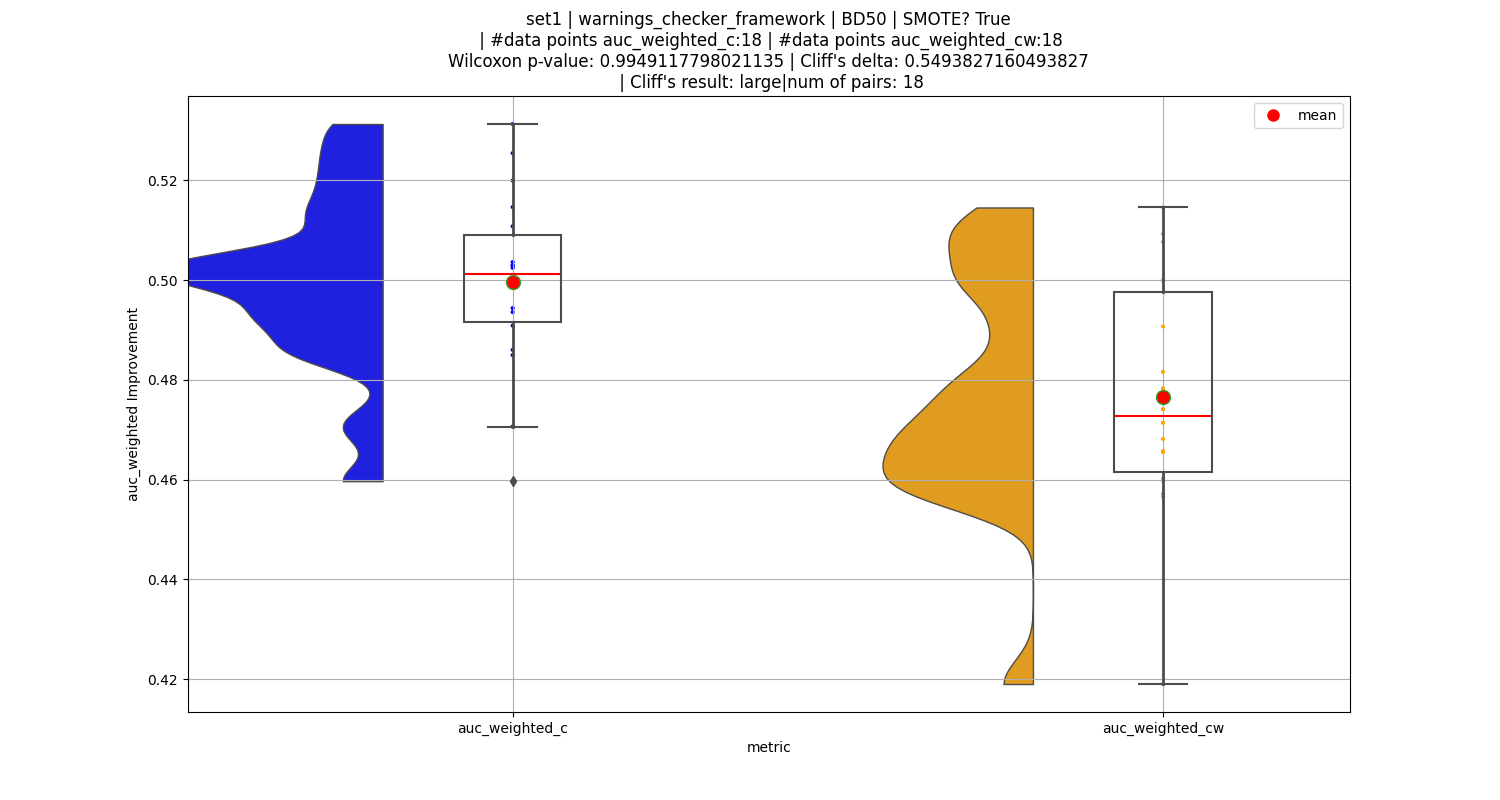 set1 | warnings_checker_framework | BD50 | SMOTE? True
| #data points auc_weighted_c:18 | #data points auc_weighted_cw:18
Wilcoxon p-value: 0.9949117798021135 | Cliff's delta: 0.5493827160493827
| Cliff's result: large|num of pairs: 18
mean
0.52
0.50
0.48
0.46
0.44
0.42
auc_weighted Improvement
auc_weighted_c
auc_weighted_cw
metric